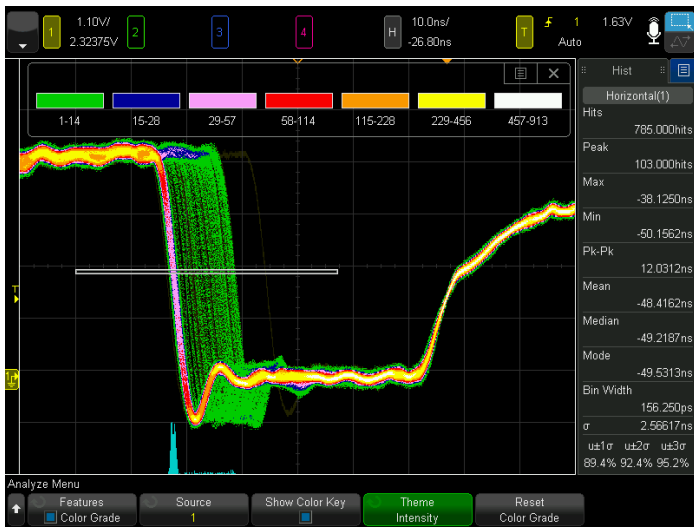 1 1.10V/ 2 3 4 H 10.0ns/ T 1 1.63V
2.32375V -26.80ns Auto
Hist
1-14 15-28 29-57 58-114 115-228 229-456 457-913
Horizontal(1)
Hits
785.000hits
Peak
103.000hits
Max
-38.1250ns
Min
-50.1562ns
Pk-Pk
12.0312ns
Mean
-48.4162ns
Median
-49.2187ns
Mode
-49.5313ns
Bin Width
156.250ps
σ 2.56617ns
u±1σ u±2σ u±3σ
89.4% 92.4% 95.2%
T
1
Analyze Menu
Features Source Show Color Key Theme Reset
Color Grade 1 Intensity Color Grade